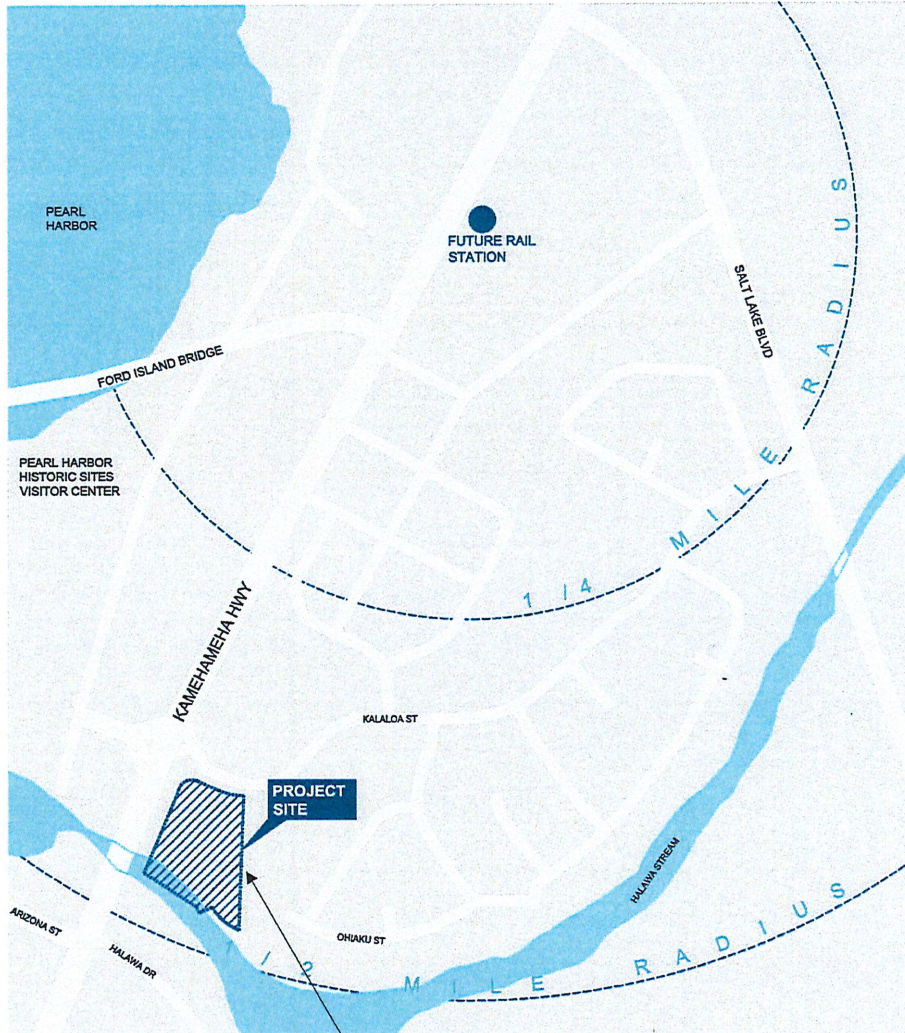 PEARL
HARBOR
FUTURE RAIL
STATION
SALT LAKE BLVD
FORD ISLAND BRIDGE
PEARL HARBOR
HISTORIC SITES
VISITOR CENTER
1/4 MILE RADIUS
KAMEHAMEHA HWY
KALALOA ST
PROJECT
SITE
HALAWA STREAM
ARIZONA ST
HALAWA DR
OHIAKU ST
1/2 MILE RADIUS